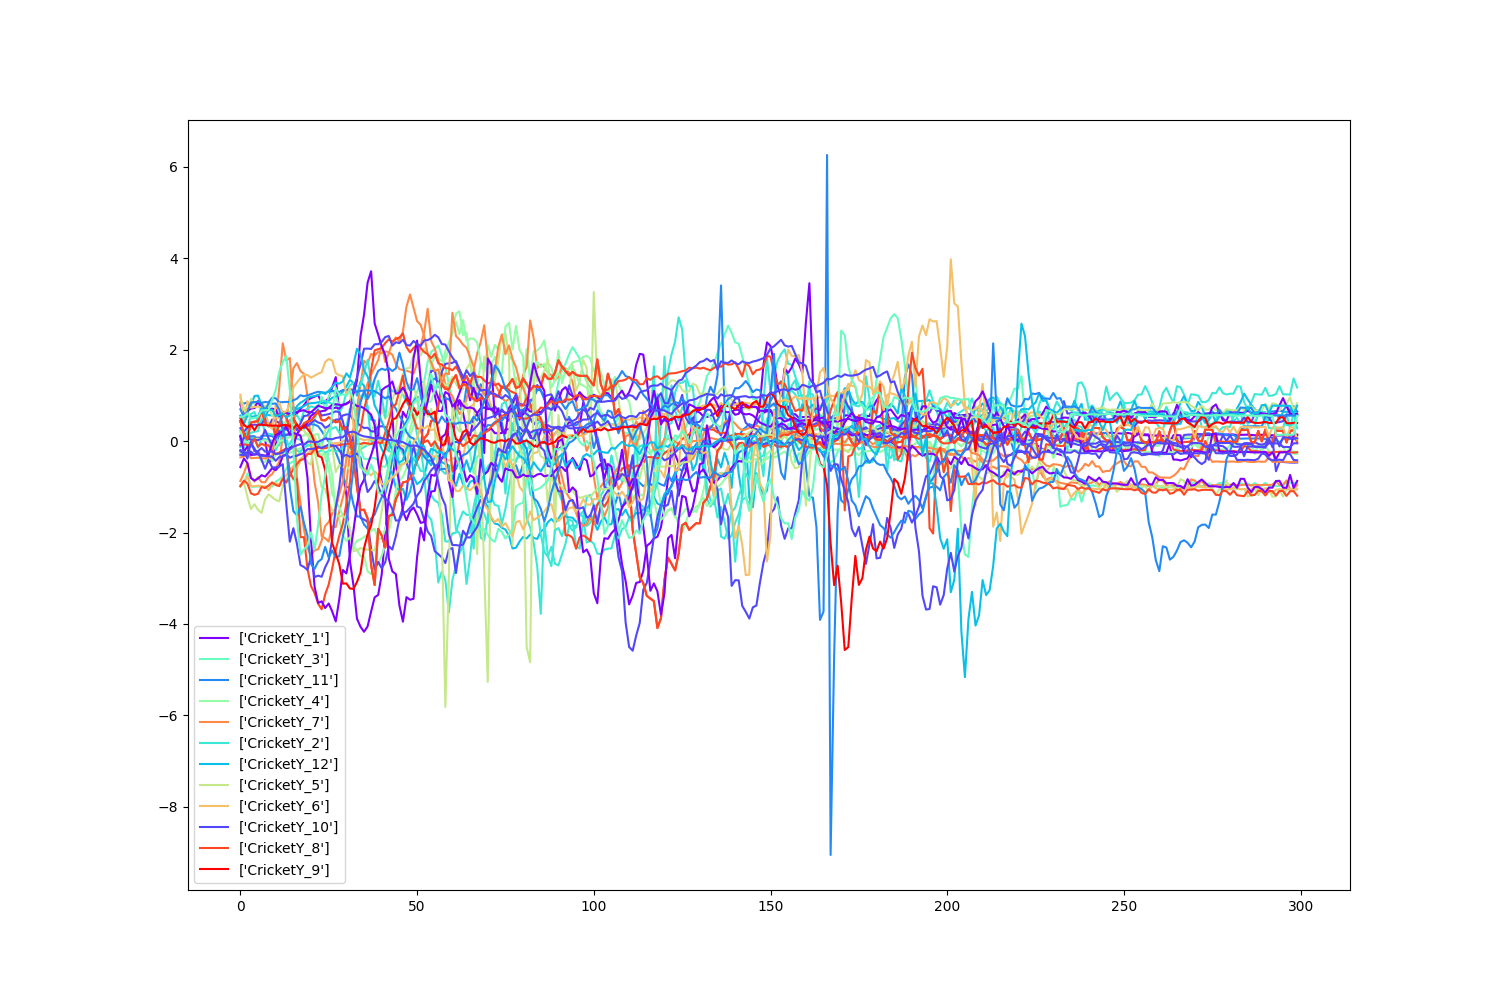 6
4
2
0
−2
−4
−6
−8
['CricketY_1']
['CricketY_3']
['CricketY_11']
['CricketY_4']
['CricketY_7']
['CricketY_2']
['CricketY_12']
['CricketY_5']
['CricketY_6']
['CricketY_10']
['CricketY_8']
['CricketY_9']
0 50 100 150 200 250 300